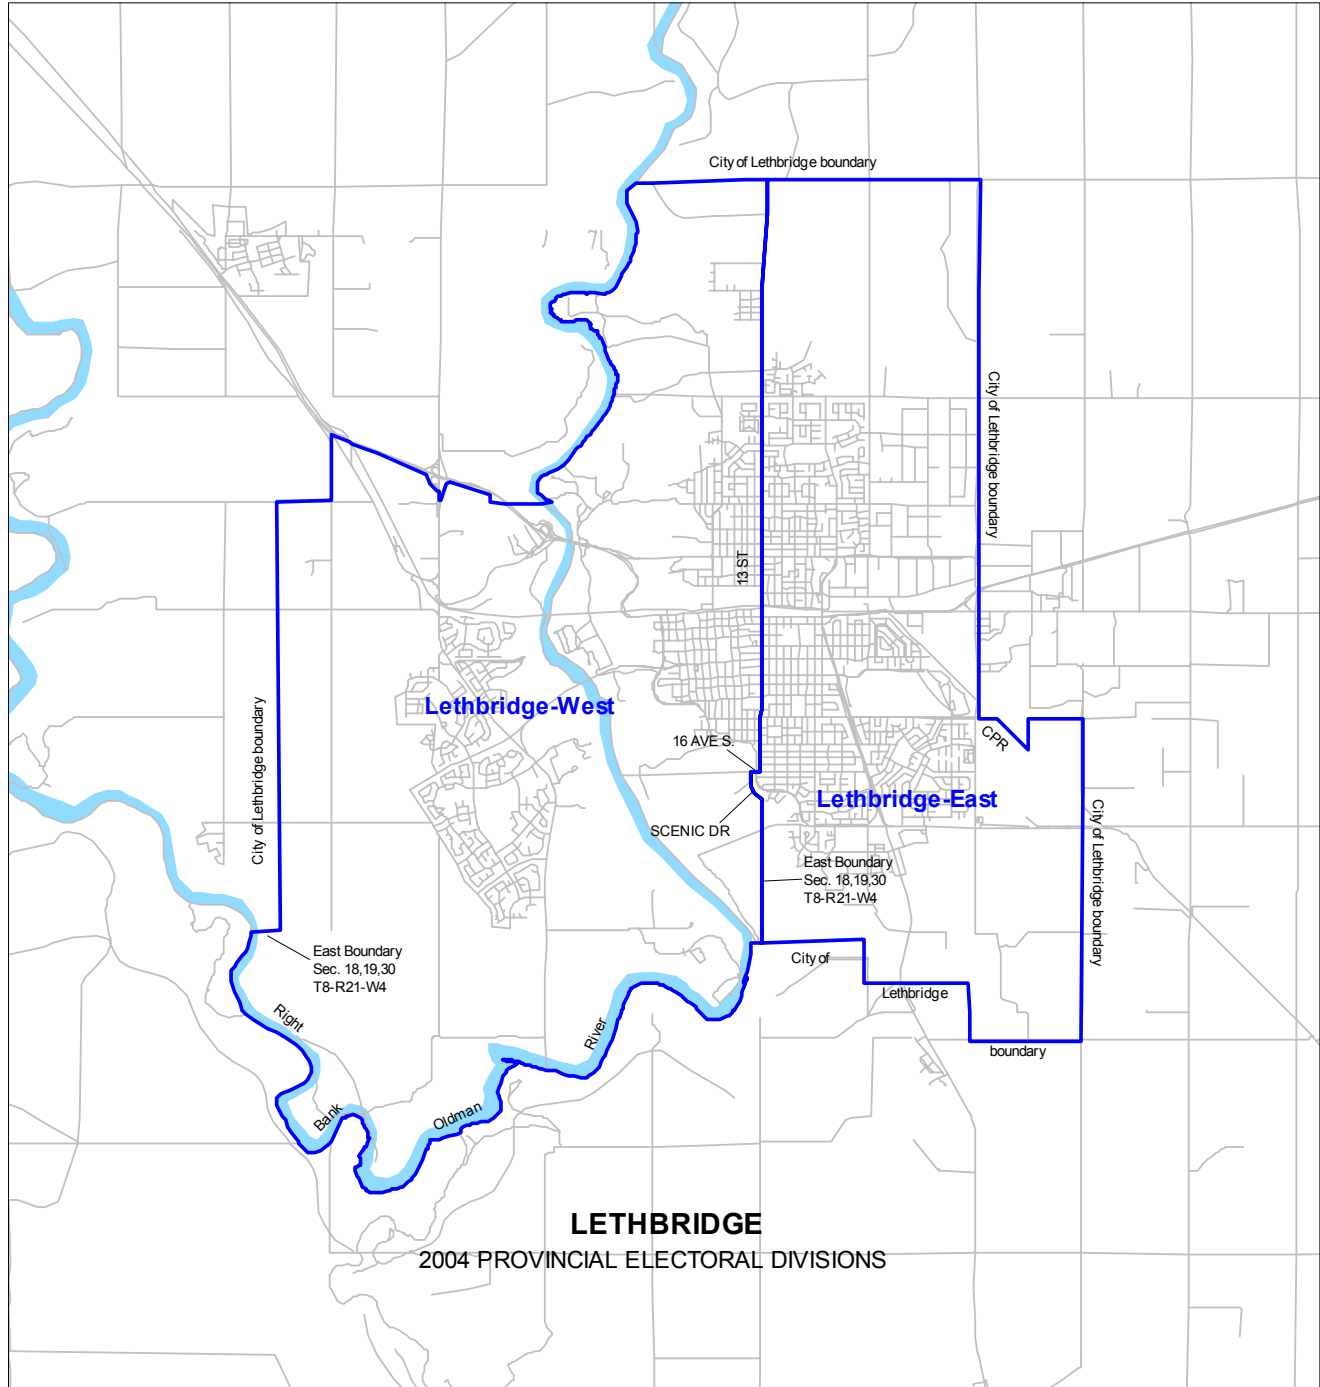 City of Lethbridge boundary
City of Lethbridge boundary
13 ST
Lethbridge-West
16 AVE S.
CPR
Lethbridge-East
SCENIC DR
City of Lethbridge boundary
City of Lethbridge boundary
East Boundary
Sec. 18,19,30
T8-R21-W4
East Boundary
Sec. 18,19,30
T8-R21-W4
City of
Lethbridge
boundary
Right
Bank
Oldman
River
LETHBRIDGE
2004 PROVINCIAL ELECTORAL DIVISIONS